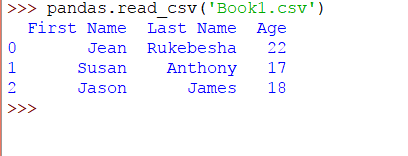 >>> pandas.read_csv('Book1.csv')
  First Name  Last Name  Age
0       Jean  Rukebesha   22
1      Susan    Anthony   17
2      Jason      James   18
>>>